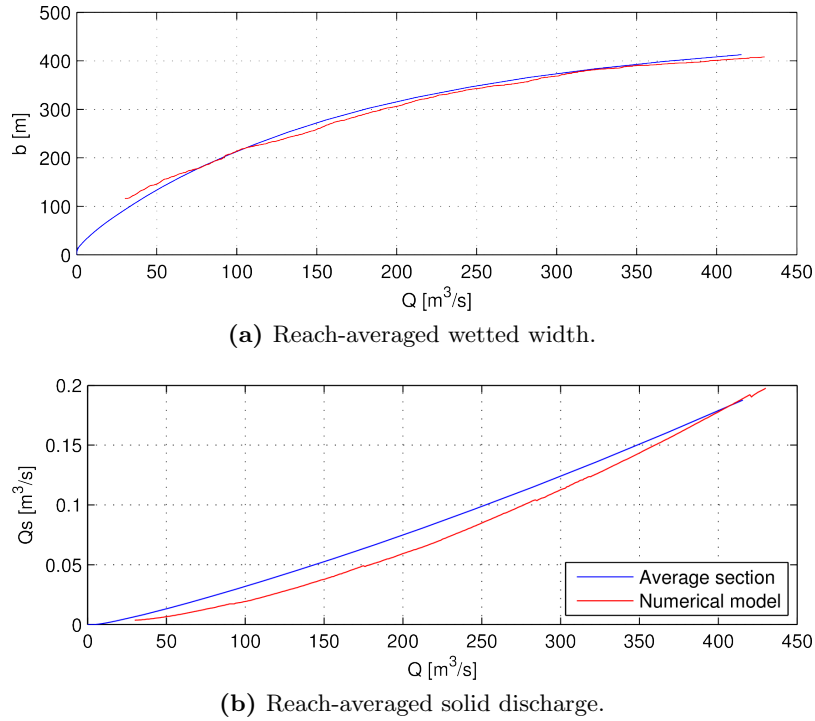 500
400
300
200
100
0
b [m]
0 50 100 150 200 250 300 350 400 450
Q [m³/s]
(a) Reach-averaged wetted width.
0.2
0.15
0.1
0.05
0
Qs [m³/s]
Average section
Numerical model
0 50 100 150 200 250 300 350 400 450
Q [m³/s]
(b) Reach-averaged solid discharge.